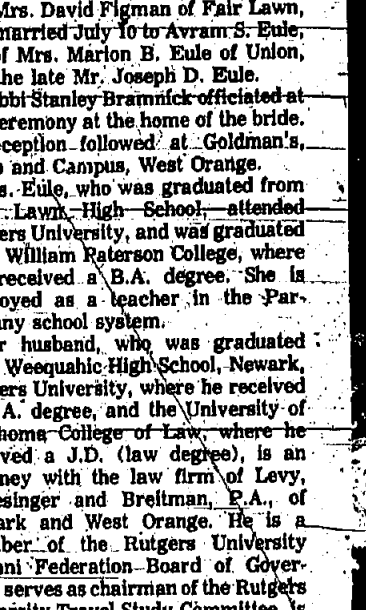 Mrs. David Figman of Fair Lawn,
married July 10 to Avram S. Eule,
of Mrs. Marion B. Eule of Union,
the late Mr. Joseph D. Eule.
bbi Stanley Bramnick officiated at
eremony at the home of the bride.
eception followed at Goldman's,
and Campus, West Orange.
s. Eule, who was graduated from
Lawn High School, attended
ers University, and was graduated
William Paterson College, where
received a B.A. degree. She is
oyed as a teacher in the Par-
any school system.
r husband, who was graduated
Weequahic High School, Newark,
ers University, where he received
A. degree, and the University of
homa College of Law, where he
ved a J.D. (law degree), is an
ney with the law firm of Levy,
esinger and Breitman, P.A., of
ark and West Orange. He is a
ber of the Rutgers University
ni Federation Board of Gover-
serves as chairman of the Rutgers
ersity Travel Study Committee, is